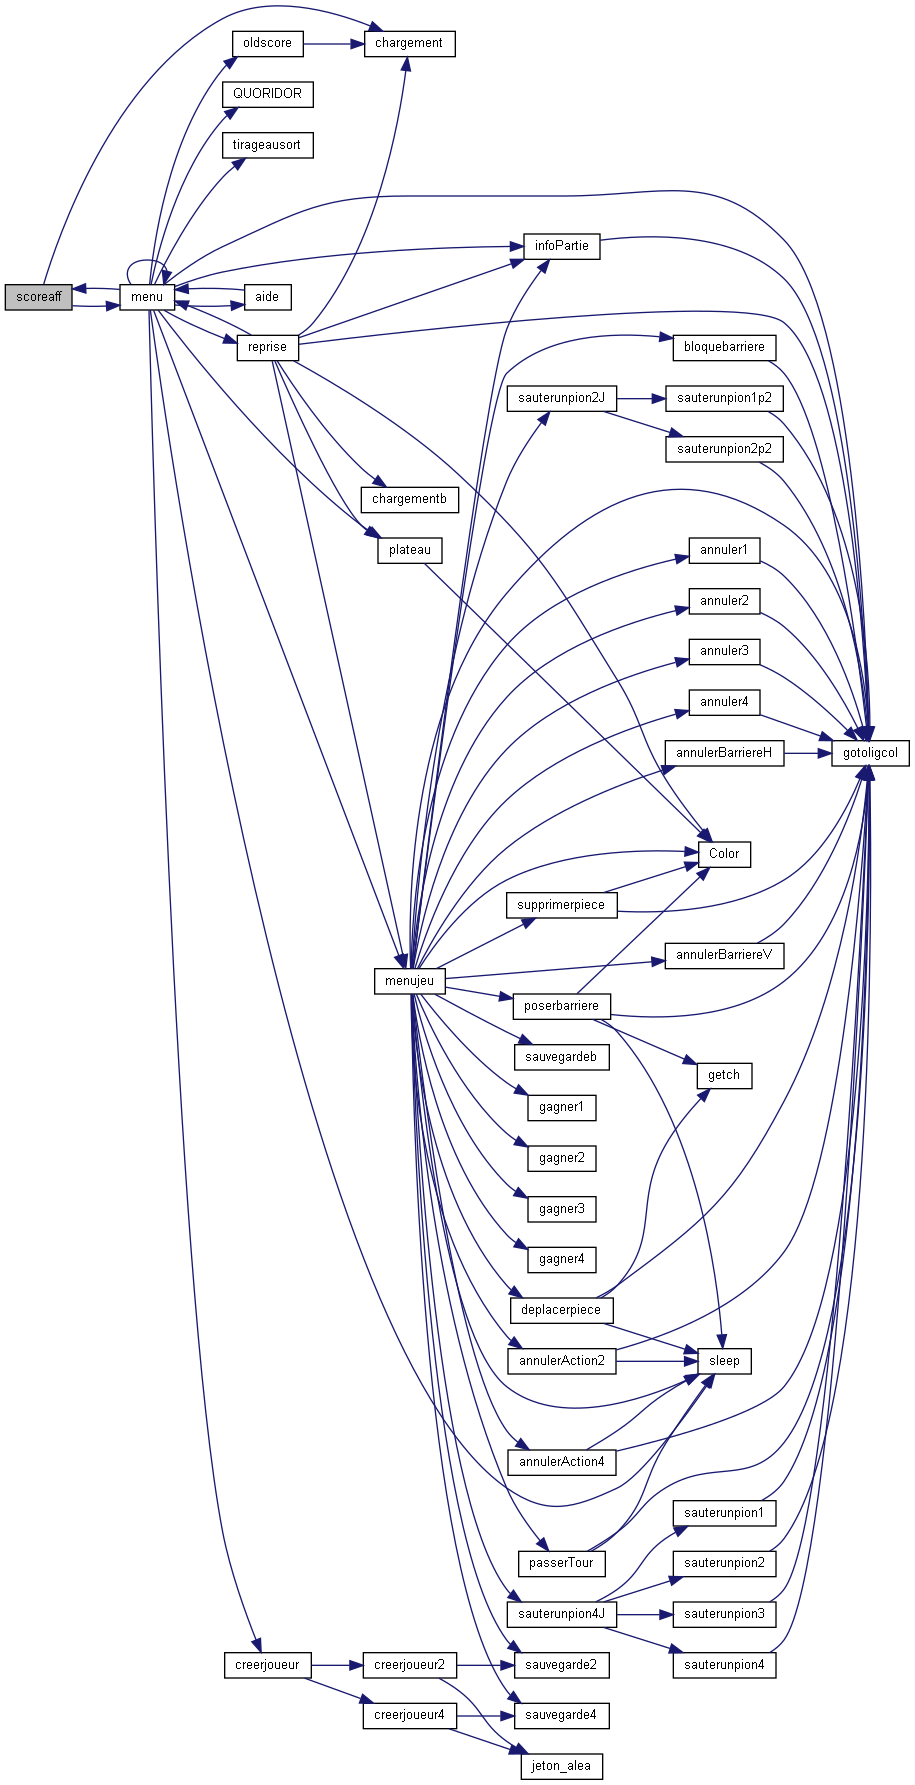 oldscore
chargement
QUORIDOR
tirageausort
infoPartie
scoreaff
menu
aide
reprise
bloquebarriere
sauterunpion2J
sauterunpion1p2
sauterunpion2p2
chargementb
plateau
annuler1
annuler2
annuler3
annuler4
annulerBarriereH
gotoligcol
Color
supprimerpiece
annulerBarriereV
menujeu
poserbarriere
sauvegardeb
getch
gagner1
gagner2
gagner3
gagner4
deplacerpiece
annulerAction2
sleep
annulerAction4
sauterunpion1
passerTour
sauterunpion2
sauterunpion4J
sauterunpion3
creerjoueur
creerjoueur2
sauvegarde2
sauterunpion4
creerjoueur4
sauvegarde4
jeton_alea